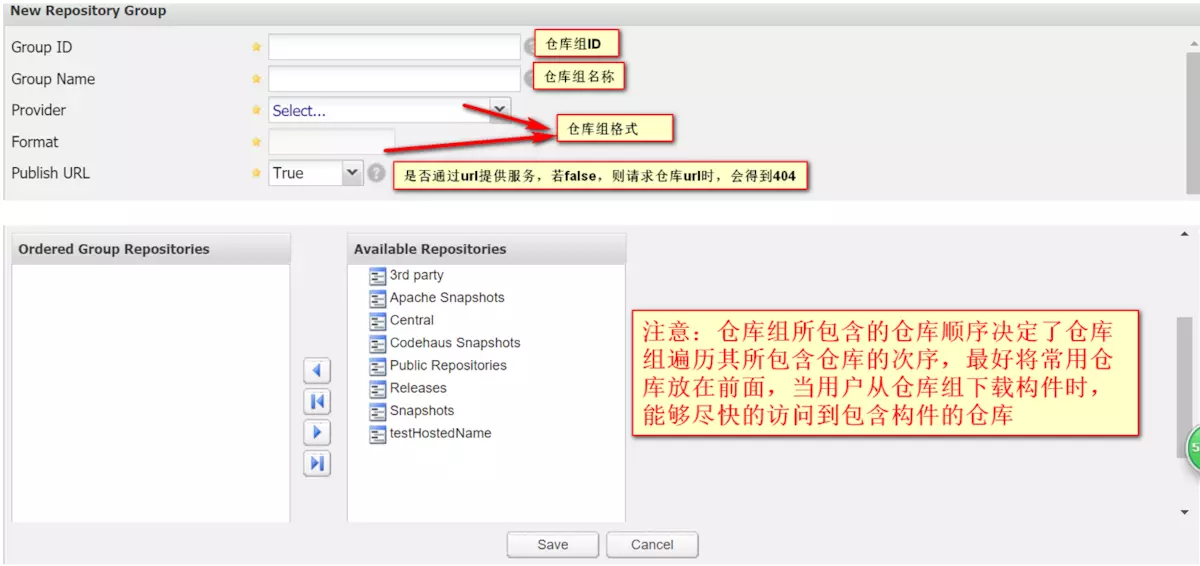 New Repository Group
Group ID
仓库组ID
Group Name
仓库组名称
Provider
Select...
仓库组格式
Format
Publish URL
True
是否通过url提供服务，若false，则请求仓库url时，会得到404
Ordered Group Repositories
Available Repositories
3rd party
Apache Snapshots
Central
Codehaus Snapshots
Public Repositories
Releases
Snapshots
testHostedName
注意：仓库组所包含的仓库顺序决定了仓库
组遍历其所包含仓库的次序，最好将常用仓
库放在前面，当用户从仓库组下载构件时，
能够尽快的访问到包含构件的仓库
Save
Cancel